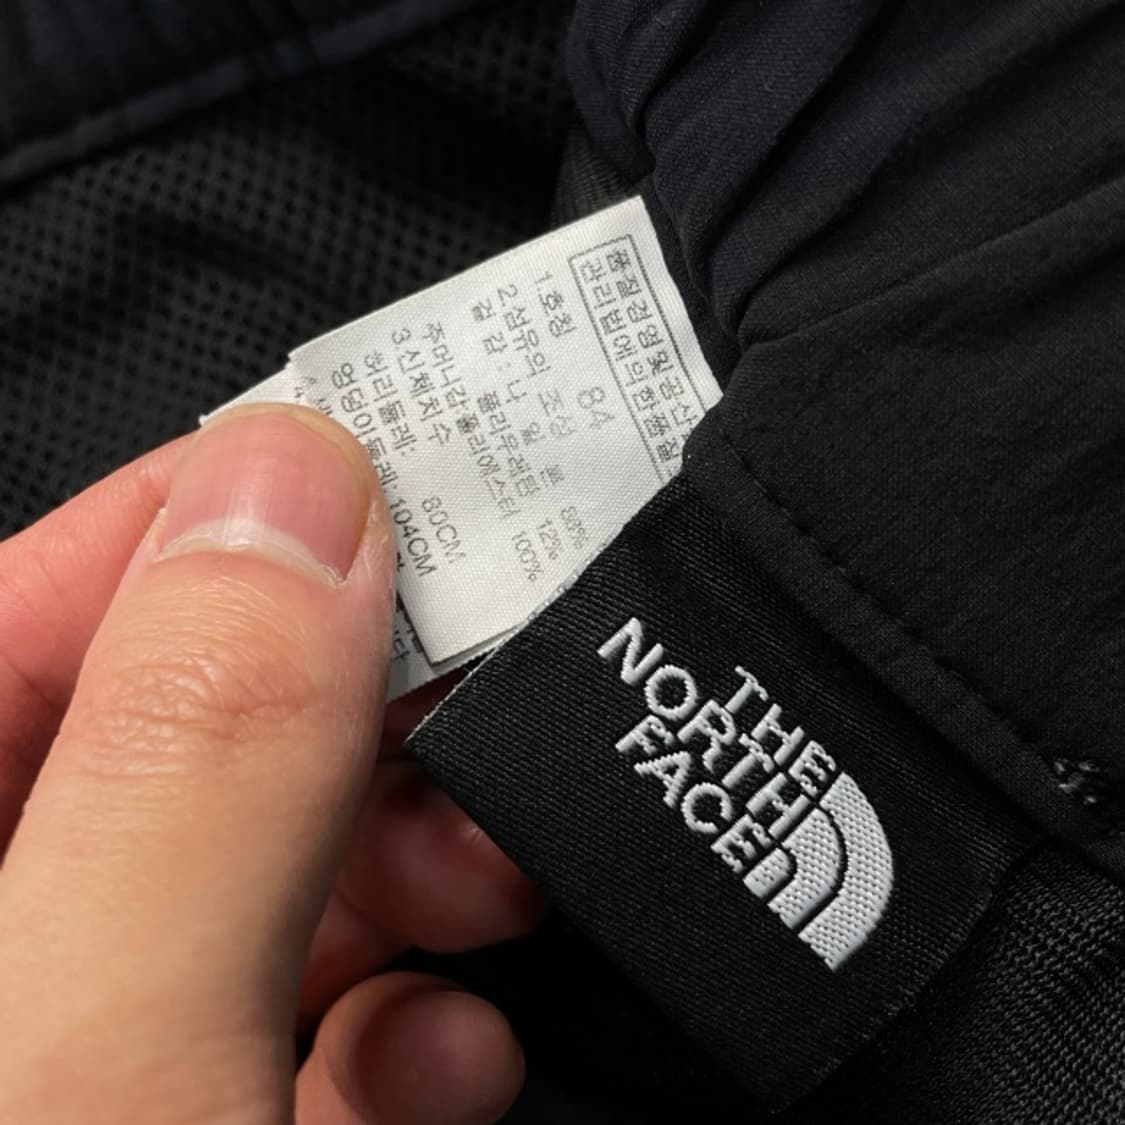 품질경영및 공산
관리법에의한품질
1.호칭 84
2.섬유의 조성 및
겉감: 나일론 88%
폴리우레탄 12%
주머니감:폴리에스터 100%
3.신체치수
허리둘레: 80CM
엉덩이둘레: 104CM
THE
NORTH
FACE